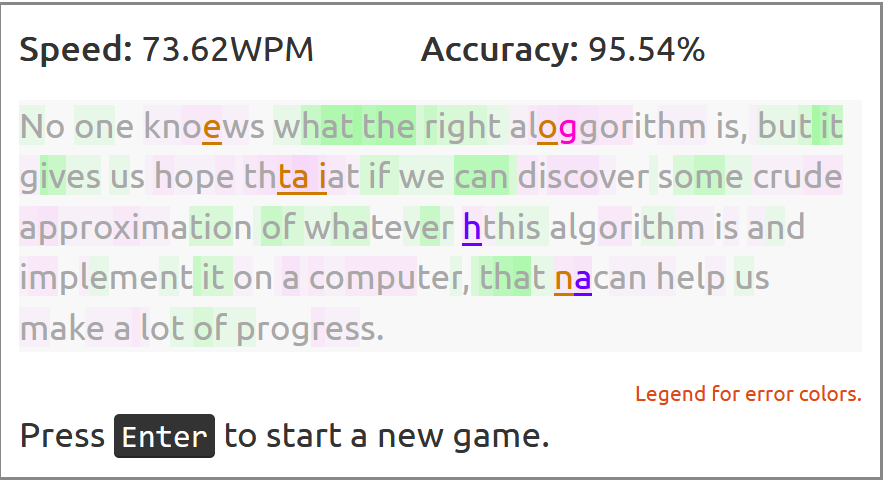 Speed: 73.62WPM Accuracy: 95.54%
No one knoews what the right aloggorithm is, but it
gives us hope thta iat if we can discover some crude
approximation of whatever hthis algorithm is and
implement it on a computer, that nacan help us
make a lot of progress.
Legend for error colors.
Press Enter to start a new game.